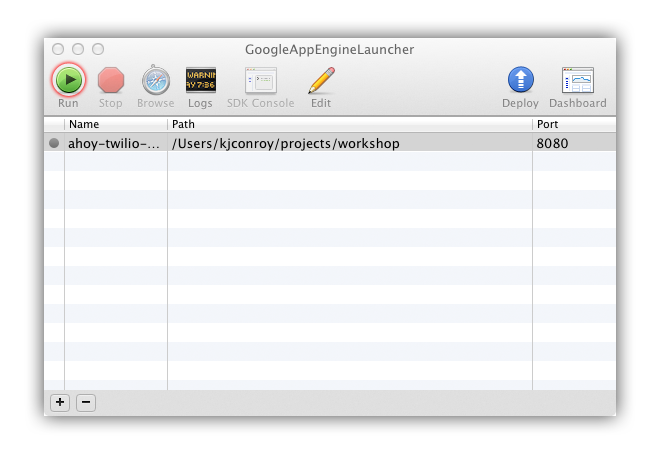 GoogleAppEngineLauncher
WARNIN
AY 7:36
Run Stop Browse Logs SDK Console Edit Deploy Dashboard
Name Path Port
ahoy-twilio-... /Users/kjconroy/projects/workshop 8080